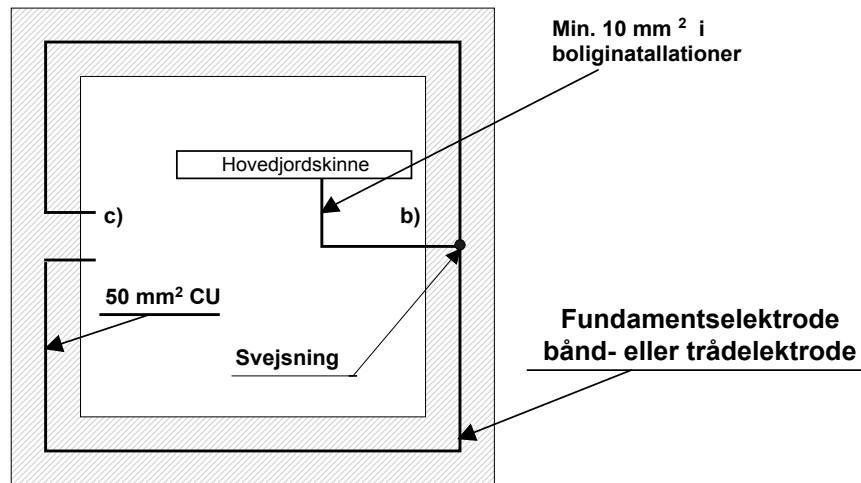 Min. 10 mm ² i
boliginatallationer
Hovedjordskinne
c)
b)
50 mm² CU
Svejsning
Fundamentselektrode
bånd- eller trådelektrode